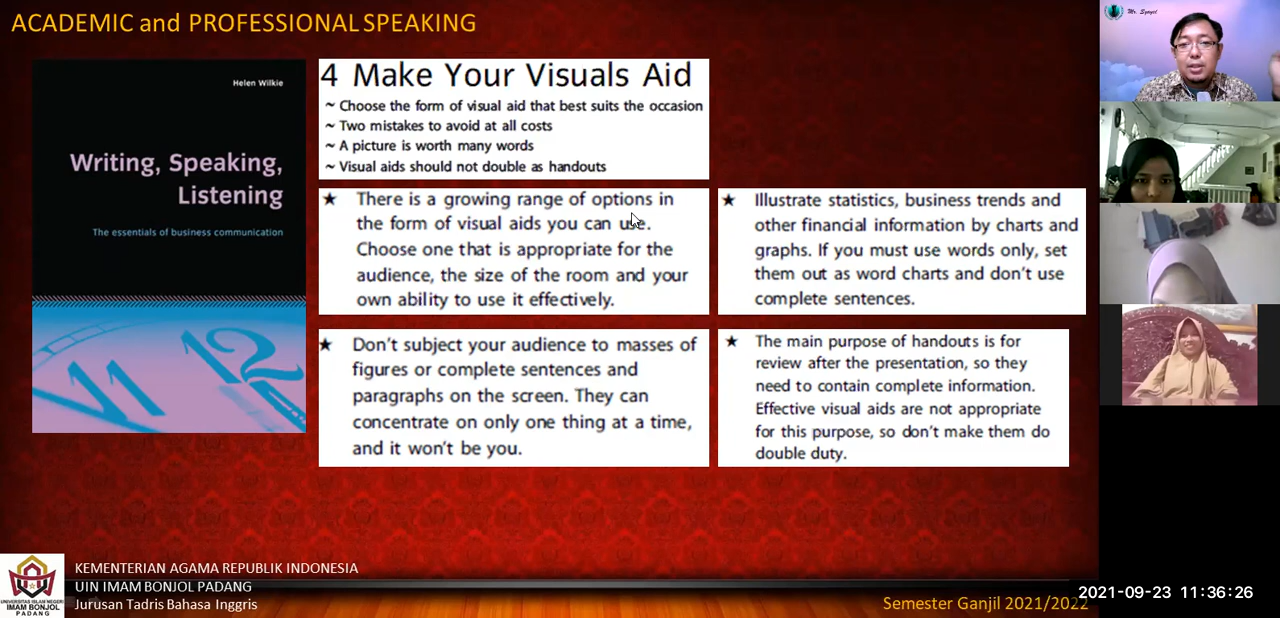 ACADEMIC and PROFESSIONAL SPEAKING
Helen Wilkie
Writing, Speaking,
Listening
The essentials of business communication
11 12
4 Make Your Visuals Aid
~ Choose the form of visual aid that best suits the occasion
~ Two mistakes to avoid at all costs
~ A picture is worth many words
~ Visual aids should not double as handouts
★ There is a growing range of options in
the form of visual aids you can use.
Choose one that is appropriate for the
audience, the size of the room and your
own ability to use it effectively.
★ Illustrate statistics, business trends and
other financial information by charts and
graphs. If you must use words only, set
them out as word charts and don't use
complete sentences.
★ Don't subject your audience to masses of
figures or complete sentences and
paragraphs on the screen. They can
concentrate on only one thing at a time,
and it won't be you.
★ The main purpose of handouts is for
review after the presentation, so they
need to contain complete information.
Effective visual aids are not appropriate
for this purpose, so don't make them do
double duty.
UNIVERSITAS ISLAM NEGERI
IMAM BONJOL
PADANG
KEMENTERIAN AGAMA REPUBLIK INDONESIA
UIN IMAM BONJOL PADANG
Jurusan Tadris Bahasa Inggris
Semester Ganjil 2021/2022
Mr. Syayid
2021-09-23 11:36:26